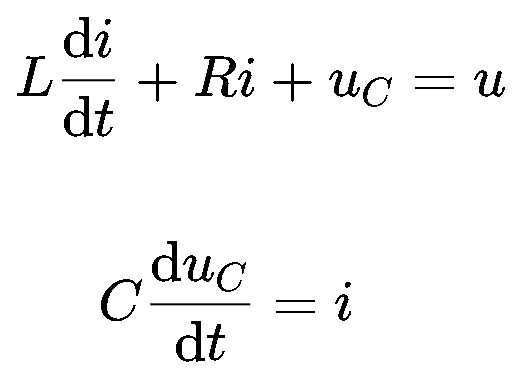 L di/dt + Ri + u_C = u
C du_C/dt = i